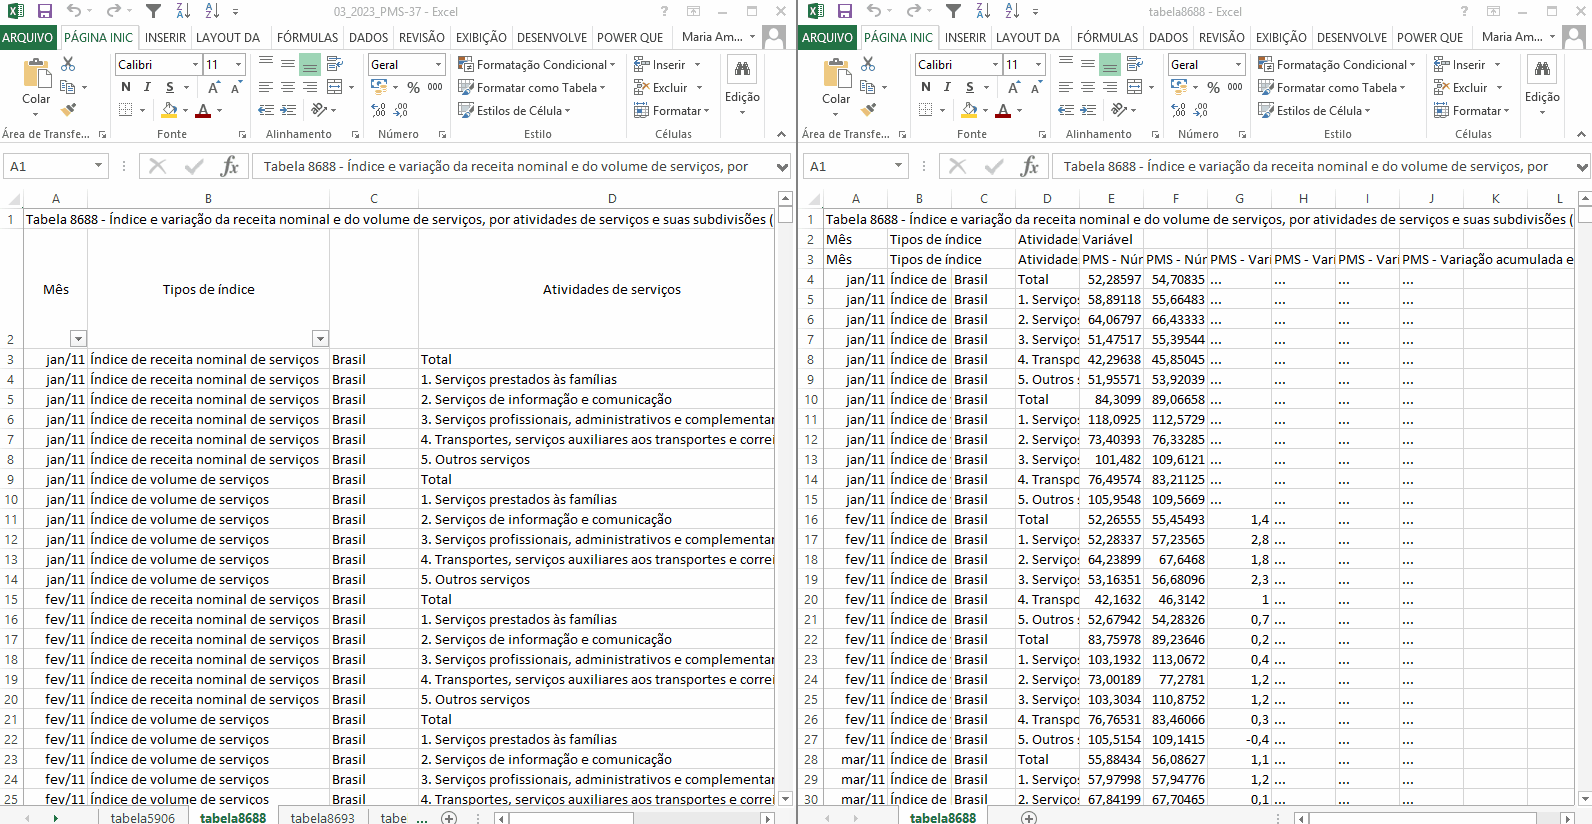 03_2023_PMS-37 - Excel
ARQUIVO PÁGINA INIC INSERIR LAYOUT DA FÓRMULAS DADOS REVISÃO EXIBIÇÃO DESENVOLVE POWER QUE Maria Am...
Calibri 11 Geral Formatação Condicional Inserir
Colar N I S % 000 Formatar como Tabela Excluir Edição
Estilos de Célula Formatar
Área de Transfe... Fonte Alinhamento Número Estilo Células
A1 fx Tabela 8688 - Índice e variação da receita nominal e do volume de serviços, por
A B C D
1 Tabela 8688 - Índice e variação da receita nominal e do volume de serviços, por atividades de serviços e suas subdivisões (
2 Mês Tipos de índice Atividades de serviços
3 jan/11 Índice de receita nominal de serviços Brasil Total
4 jan/11 Índice de receita nominal de serviços Brasil 1. Serviços prestados às famílias
5 jan/11 Índice de receita nominal de serviços Brasil 2. Serviços de informação e comunicação
6 jan/11 Índice de receita nominal de serviços Brasil 3. Serviços profissionais, administrativos e complementar
7 jan/11 Índice de receita nominal de serviços Brasil 4. Transportes, serviços auxiliares aos transportes e correi
8 jan/11 Índice de receita nominal de serviços Brasil 5. Outros serviços
9 jan/11 Índice de volume de serviços Brasil Total
10 jan/11 Índice de volume de serviços Brasil 1. Serviços prestados às famílias
11 jan/11 Índice de volume de serviços Brasil 2. Serviços de informação e comunicação
12 jan/11 Índice de volume de serviços Brasil 3. Serviços profissionais, administrativos e complementar
13 jan/11 Índice de volume de serviços Brasil 4. Transportes, serviços auxiliares aos transportes e correi
14 jan/11 Índice de volume de serviços Brasil 5. Outros serviços
15 fev/11 Índice de receita nominal de serviços Brasil Total
16 fev/11 Índice de receita nominal de serviços Brasil 1. Serviços prestados às famílias
17 fev/11 Índice de receita nominal de serviços Brasil 2. Serviços de informação e comunicação
18 fev/11 Índice de receita nominal de serviços Brasil 3. Serviços profissionais, administrativos e complementar
19 fev/11 Índice de receita nominal de serviços Brasil 4. Transportes, serviços auxiliares aos transportes e correi
20 fev/11 Índice de receita nominal de serviços Brasil 5. Outros serviços
21 fev/11 Índice de volume de serviços Brasil Total
22 fev/11 Índice de volume de serviços Brasil 1. Serviços prestados às famílias
23 fev/11 Índice de volume de serviços Brasil 2. Serviços de informação e comunicação
24 fev/11 Índice de volume de serviços Brasil 3. Serviços profissionais, administrativos e complementar
25 fev/11 Índice de volume de serviços Brasil 4. Transportes, serviços auxiliares aos transportes e correi
tabela5906 tabela8688 tabela8693 tabe ...
tabela8688 - Excel
ARQUIVO PÁGINA INIC INSERIR LAYOUT DA FÓRMULAS DADOS REVISÃO EXIBIÇÃO DESENVOLVE POWER QUE Maria Am...
Calibri 11 Geral Formatação Condicional Inserir
Colar N I S % 000 Formatar como Tabela Excluir Edição
Estilos de Célula Formatar
Área de Transfe... Fonte Alinhamento Número Estilo Células
A1 fx Tabela 8688 - Índice e variação da receita nominal e do volume de serviços, por
A B C D E F G H I J K L
1 Tabela 8688 - Índice e variação da receita nominal e do volume de serviços, por atividades de serviços e suas subdivisões (
2 Mês Tipos de índice Atividade Variável
3 Mês Tipos de índice Atividade PMS - Núr PMS - Núr PMS - Vari PMS - Vari PMS - Vari PMS - Variação acumulada e
4 jan/11 Índice de Brasil Total 52,28597 54,70835 ... ... ... ...
5 jan/11 Índice de Brasil 1. Serviços 58,89118 55,66483 ... ... ... ...
6 jan/11 Índice de Brasil 2. Serviços 64,06797 66,43333 ... ... ... ...
7 jan/11 Índice de Brasil 3. Serviços 51,47517 55,39544 ... ... ... ...
8 jan/11 Índice de Brasil 4. Transpo 42,29638 45,85045 ... ... ... ...
9 jan/11 Índice de Brasil 5. Outros s 51,95571 53,92039 ... ... ... ...
10 jan/11 Índice de Brasil Total 84,3099 89,06658 ... ... ... ...
11 jan/11 Índice de Brasil 1. Serviços 118,0925 112,5729 ... ... ... ...
12 jan/11 Índice de Brasil 2. Serviços 73,40393 76,33285 ... ... ... ...
13 jan/11 Índice de Brasil 3. Serviços 101,482 109,6121 ... ... ... ...
14 jan/11 Índice de Brasil 4. Transpo 76,49574 83,21125 ... ... ... ...
15 jan/11 Índice de Brasil 5. Outros s 105,9548 109,5669 ... ... ... ...
16 fev/11 Índice de Brasil Total 52,26555 55,45493 1,4 ... ... ...
17 fev/11 Índice de Brasil 1. Serviços 52,28337 57,23565 2,8 ... ... ...
18 fev/11 Índice de Brasil 2. Serviços 64,23899 67,6468 1,8 ... ... ...
19 fev/11 Índice de Brasil 3. Serviços 53,16351 56,68096 2,3 ... ... ...
20 fev/11 Índice de Brasil 4. Transpo 42,1632 46,3142 1 ... ... ...
21 fev/11 Índice de Brasil 5. Outros s 52,67942 54,28326 0,7 ... ... ...
22 fev/11 Índice de Brasil Total 83,75978 89,23646 0,2 ... ... ...
23 fev/11 Índice de Brasil 1. Serviços 103,1932 113,0672 0,4 ... ... ...
24 fev/11 Índice de Brasil 2. Serviços 73,00189 77,2781 1,2 ... ... ...
25 fev/11 Índice de Brasil 3. Serviços 103,3034 110,8752 1,2 ... ... ...
26 fev/11 Índice de Brasil 4. Transpo 76,76531 83,46066 0,3 ... ... ...
27 fev/11 Índice de Brasil 5. Outros s 105,5154 109,1415 -0,4 ... ... ...
28 mar/11 Índice de Brasil Total 55,88434 56,08627 1,1 ... ... ...
29 mar/11 Índice de Brasil 1. Serviços 57,97998 57,94776 1,2 ... ... ...
30 mar/11 Índice de Brasil 2. Serviços 67,84199 67,70465 0,1 ... ... ...
tabela8688